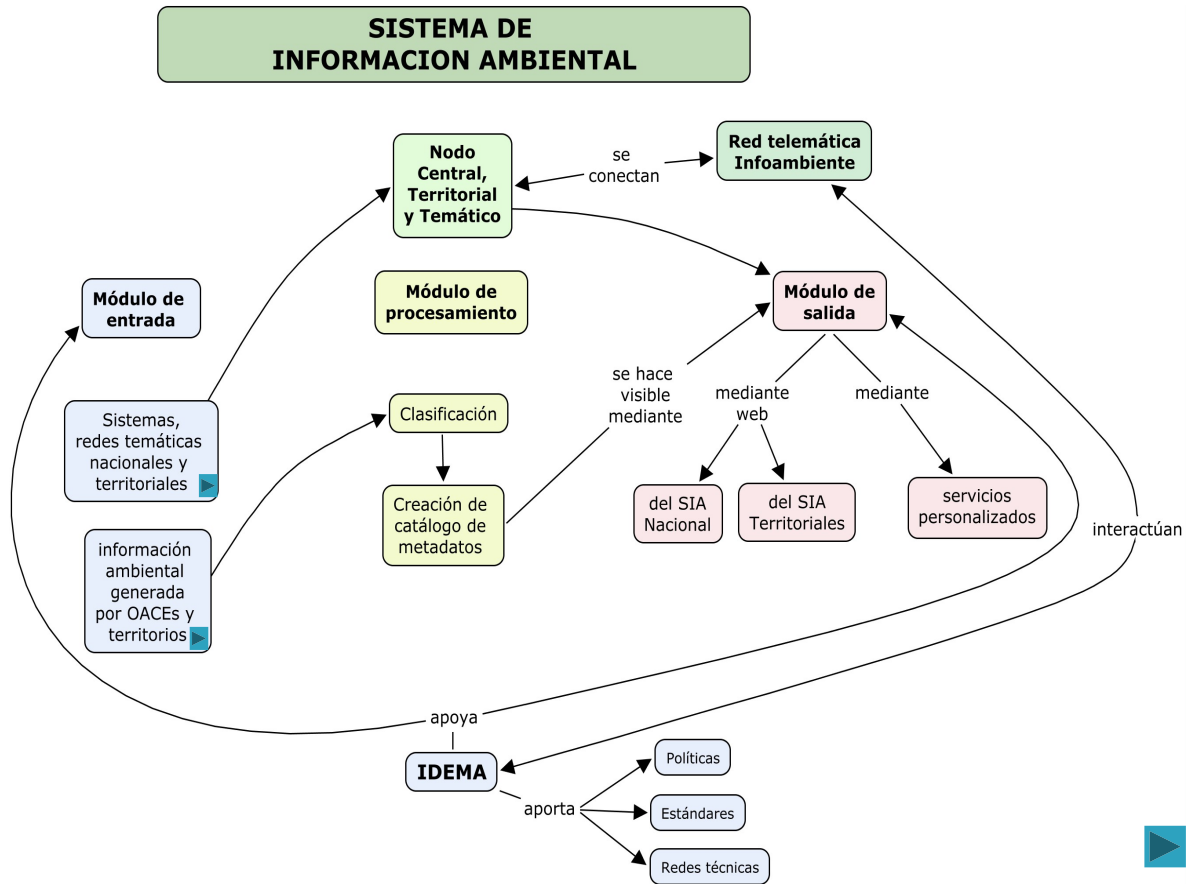 SISTEMA DE
INFORMACION AMBIENTAL
Nodo
Central,
Territorial
y Temático
se
conectan
Red telemática
Infoambiente
Módulo de
entrada
Módulo de
procesamiento
Módulo de
salida
Sistemas,
redes temáticas
nacionales y
territoriales
Clasificación
se hace
visible
mediante
mediante
web
mediante
Creación de
catálogo de
metadatos
del SIA
Nacional
del SIA
Territoriales
servicios
personalizados
interactúan
información
ambiental
generada
por OACEs y
territorios
apoya
IDEMA
aporta
Políticas
Estándares
Redes técnicas